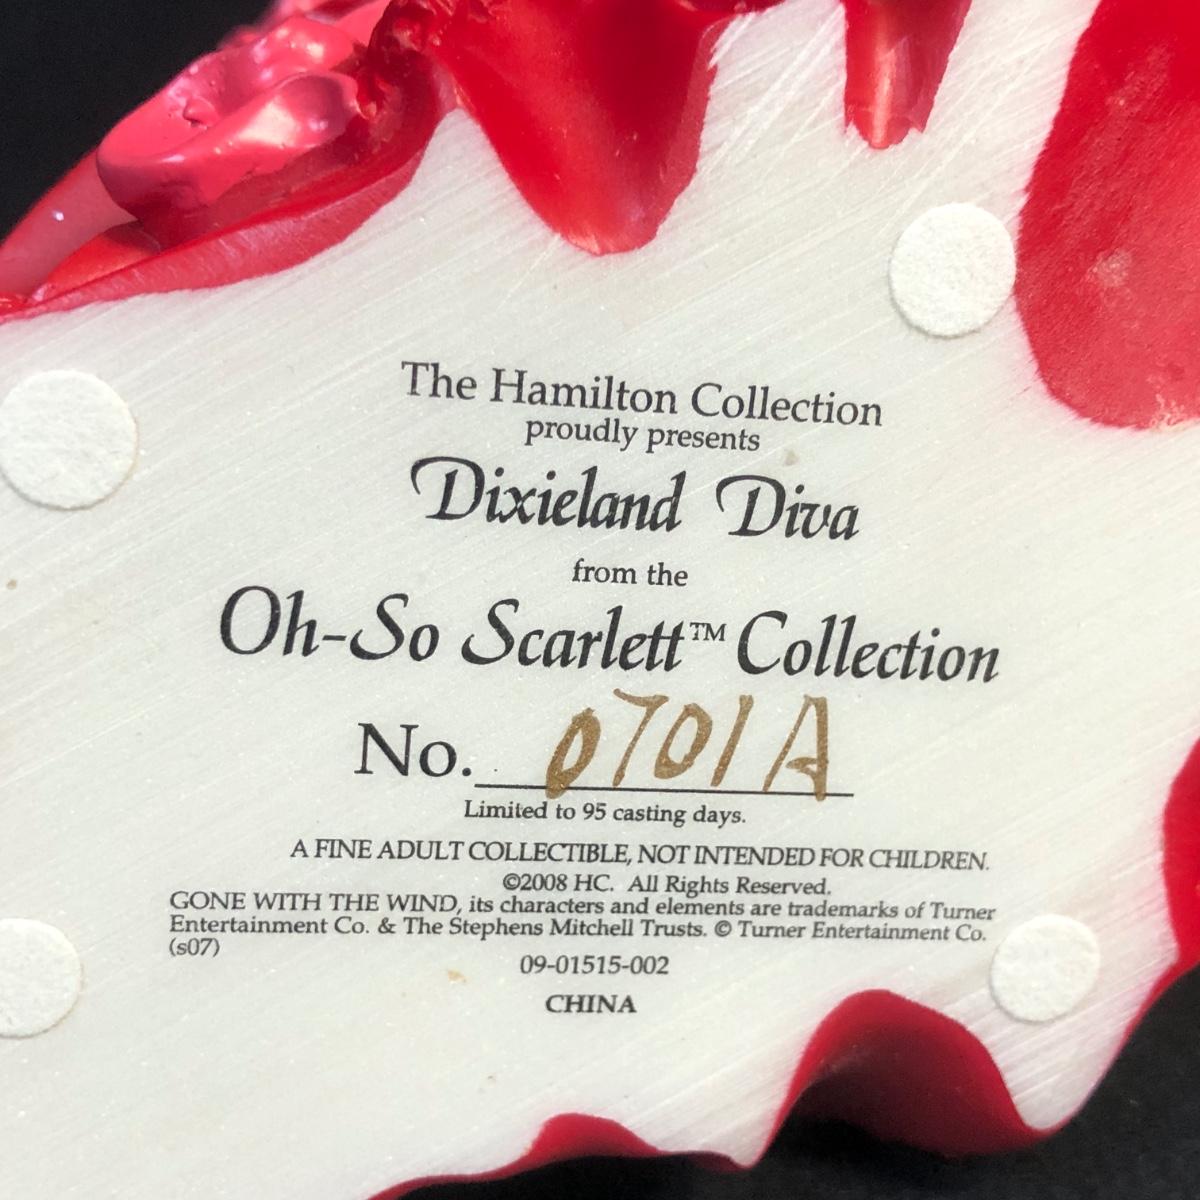 The Hamilton Collection
proudly presents
Dixieland Diva
from the
Oh-So Scarlett™ Collection
No. 0701A
Limited to 95 casting days.
A FINE ADULT COLLECTIBLE, NOT INTENDED FOR CHILDREN.
©2008 HC. All Rights Reserved.
GONE WITH THE WIND, its characters and elements are trademarks of Turner
Entertainment Co. & The Stephens Mitchell Trusts. © Turner Entertainment Co.
(s07)
09-01515-002
CHINA